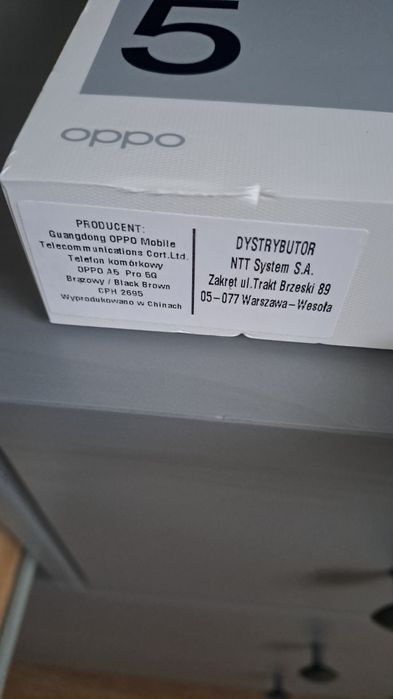 5
oppo
PRODUCENT:
Guangdong OPPO Mobile
Telecommunications Cort.Ltd.
Telefon komórkowy
OPPO A5 Pro 5G
Brązowy / Black Brown
CPH 2695
Wyprodukowano w Chinach
DYSTRYBUTOR
NTT System S.A.
Zakręt ul.Trakt Brzeski 89
05-077 Warszawa-Wesoła